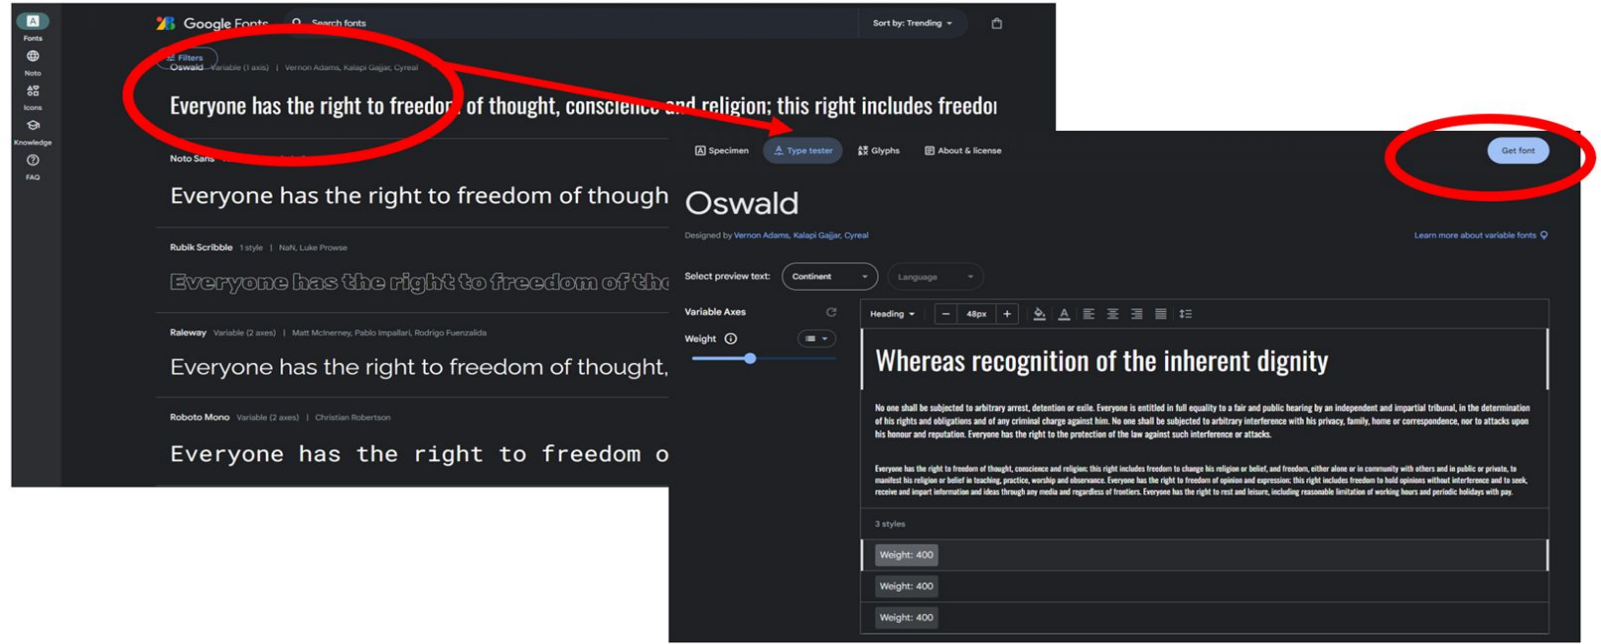 Fonts
Noto
Icons
Knowledge
FAQ
Google Fonts
Search fonts
Sort by: Trending
Filters
Oswald Variable (1 axis) | Vernon Adams, Kalapi Gajjar, Cyreal
Everyone has the right to freedom of thought, conscience and religion; this right includes freedo
Noto Sans
Everyone has the right to freedom of though
Rubik Scribble 1 style | NaN, Luke Prowse
Everyone has the right to freedom of tho
Raleway Variable (2 axes) | Matt McInerney, Pablo Impallari, Rodrigo Fuenzalida
Everyone has the right to freedom of thought,
Roboto Mono Variable (2 axes) | Christian Robertson
Everyone has the right to freedom o
Specimen Type tester Glyphs About & license
Get font
Oswald
Designed by Vernon Adams, Kalapi Gajjar, Cyreal
Learn more about variable fonts
Select preview text: Continent Language
Variable Axes
Weight
Heading − 48px +
Whereas recognition of the inherent dignity
No one shall be subjected to arbitrary arrest, detention or exile. Everyone is entitled in full equality to a fair and public hearing by an independent and impartial tribunal, in the determination
of his rights and obligations and of any criminal charge against him. No one shall be subjected to arbitrary interference with his privacy, family, home or correspondence, nor to attacks upon
his honour and reputation. Everyone has the right to the protection of the law against such interference or attacks.
Everyone has the right to freedom of thought, conscience and religion; this right includes freedom to change his religion or belief, and freedom, either alone or in community with others and in public or private, to
manifest his religion or belief in teaching, practice, worship and observance. Everyone has the right to freedom of opinion and expression; this right includes freedom to hold opinions without interference and to seek,
receive and impart information and ideas through any media and regardless of frontiers. Everyone has the right to rest and leisure, including reasonable limitation of working hours and periodic holidays with pay.
3 styles
Weight: 400
Weight: 400
Weight: 400